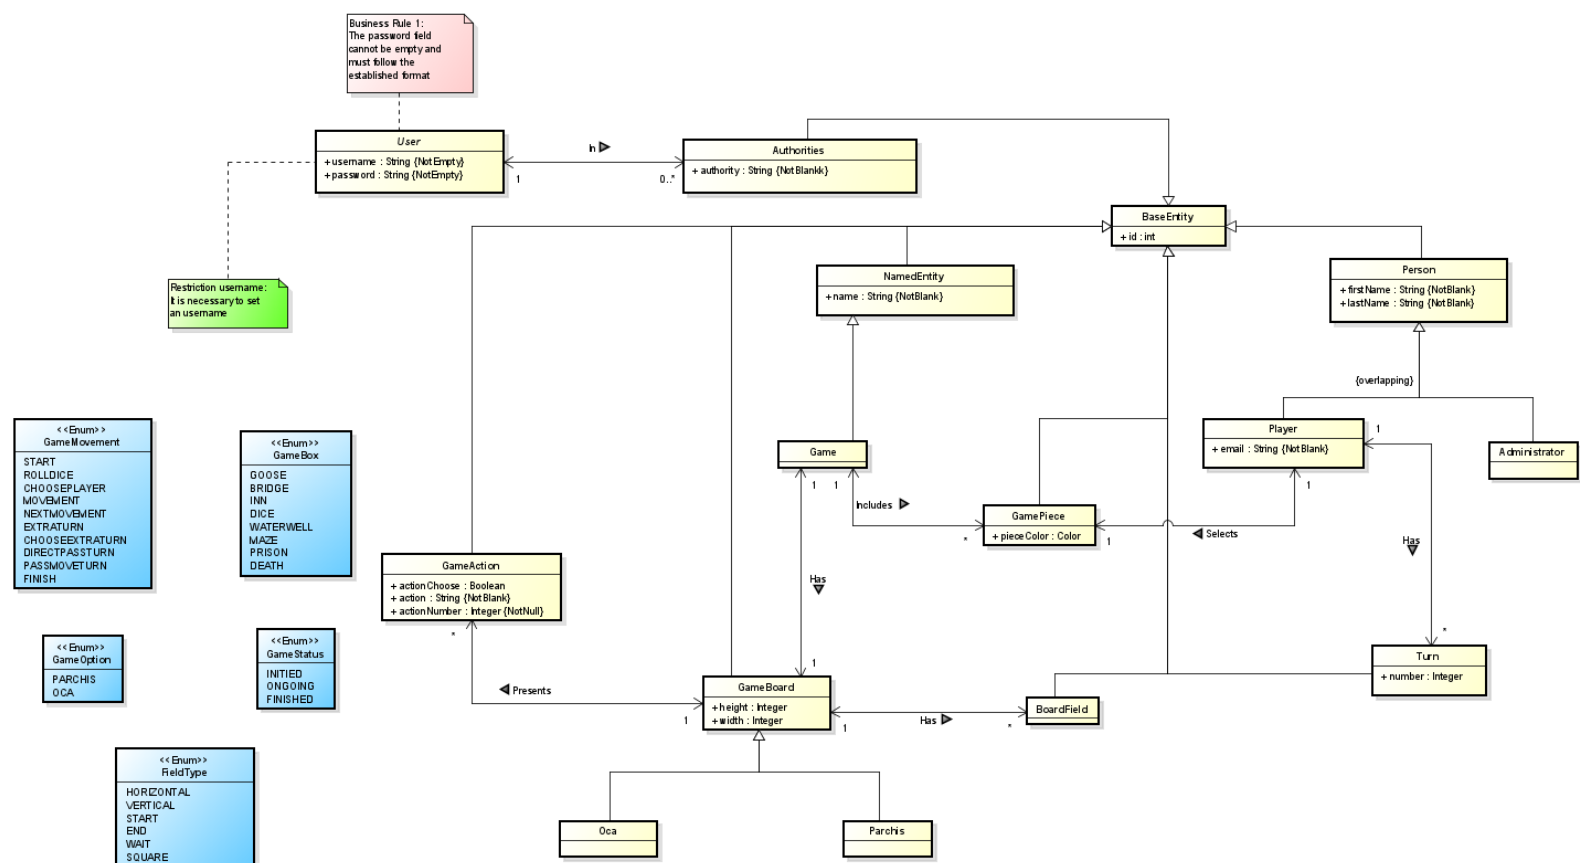 Business Rule 1:
The password field
cannot be empty and
must follow the
established format
User
+ username : String {NotEmpty}
+ password : String {NotEmpty}
In
1
0..*
Authorities
+ authority : String {NotBlankk}
BaseEntity
+ id : int
Restriction username:
It is necessary to set
an username
NamedEntity
+ name : String {NotBlank}
Person
+ firstName : String {NotBlank}
+ lastName : String {NotBlank}
{overlapping}
<<Enum>>
GameMovement
START
ROLLDICE
CHOOSEPLAYER
MOVEMENT
NEXTMOVEMENT
EXTRATURN
CHOOSEEXTRATURN
DIRECTPASSTURN
PASSMOVETURN
FINISH
<<Enum>>
GameBox
GOOSE
BRIDGE
INN
DICE
WATERWELL
MAZE
PRISON
DEATH
Game
1
1
Includes
Player
+ email : String {NotBlank}
1
1
Administrator
GamePiece
+ pieceColor : Color
*
1
Selects
Has
*
GameAction
+ actionChoose : Boolean
+ action : String {NotBlank}
+ actionNumber : Integer {NotNull}
*
Has
1
<<Enum>>
GameOption
PARCHIS
OCA
<<Enum>>
GameStatus
INITIED
ONGOING
FINISHED
Presents
1
GameBoard
+ height : Integer
+ width : Integer
1
Has
*
BoardField
Turn
+ number : Integer
<<Enum>>
FieldType
HORIZONTAL
VERTICAL
START
END
WAIT
SQUARE
Oca
Parchis